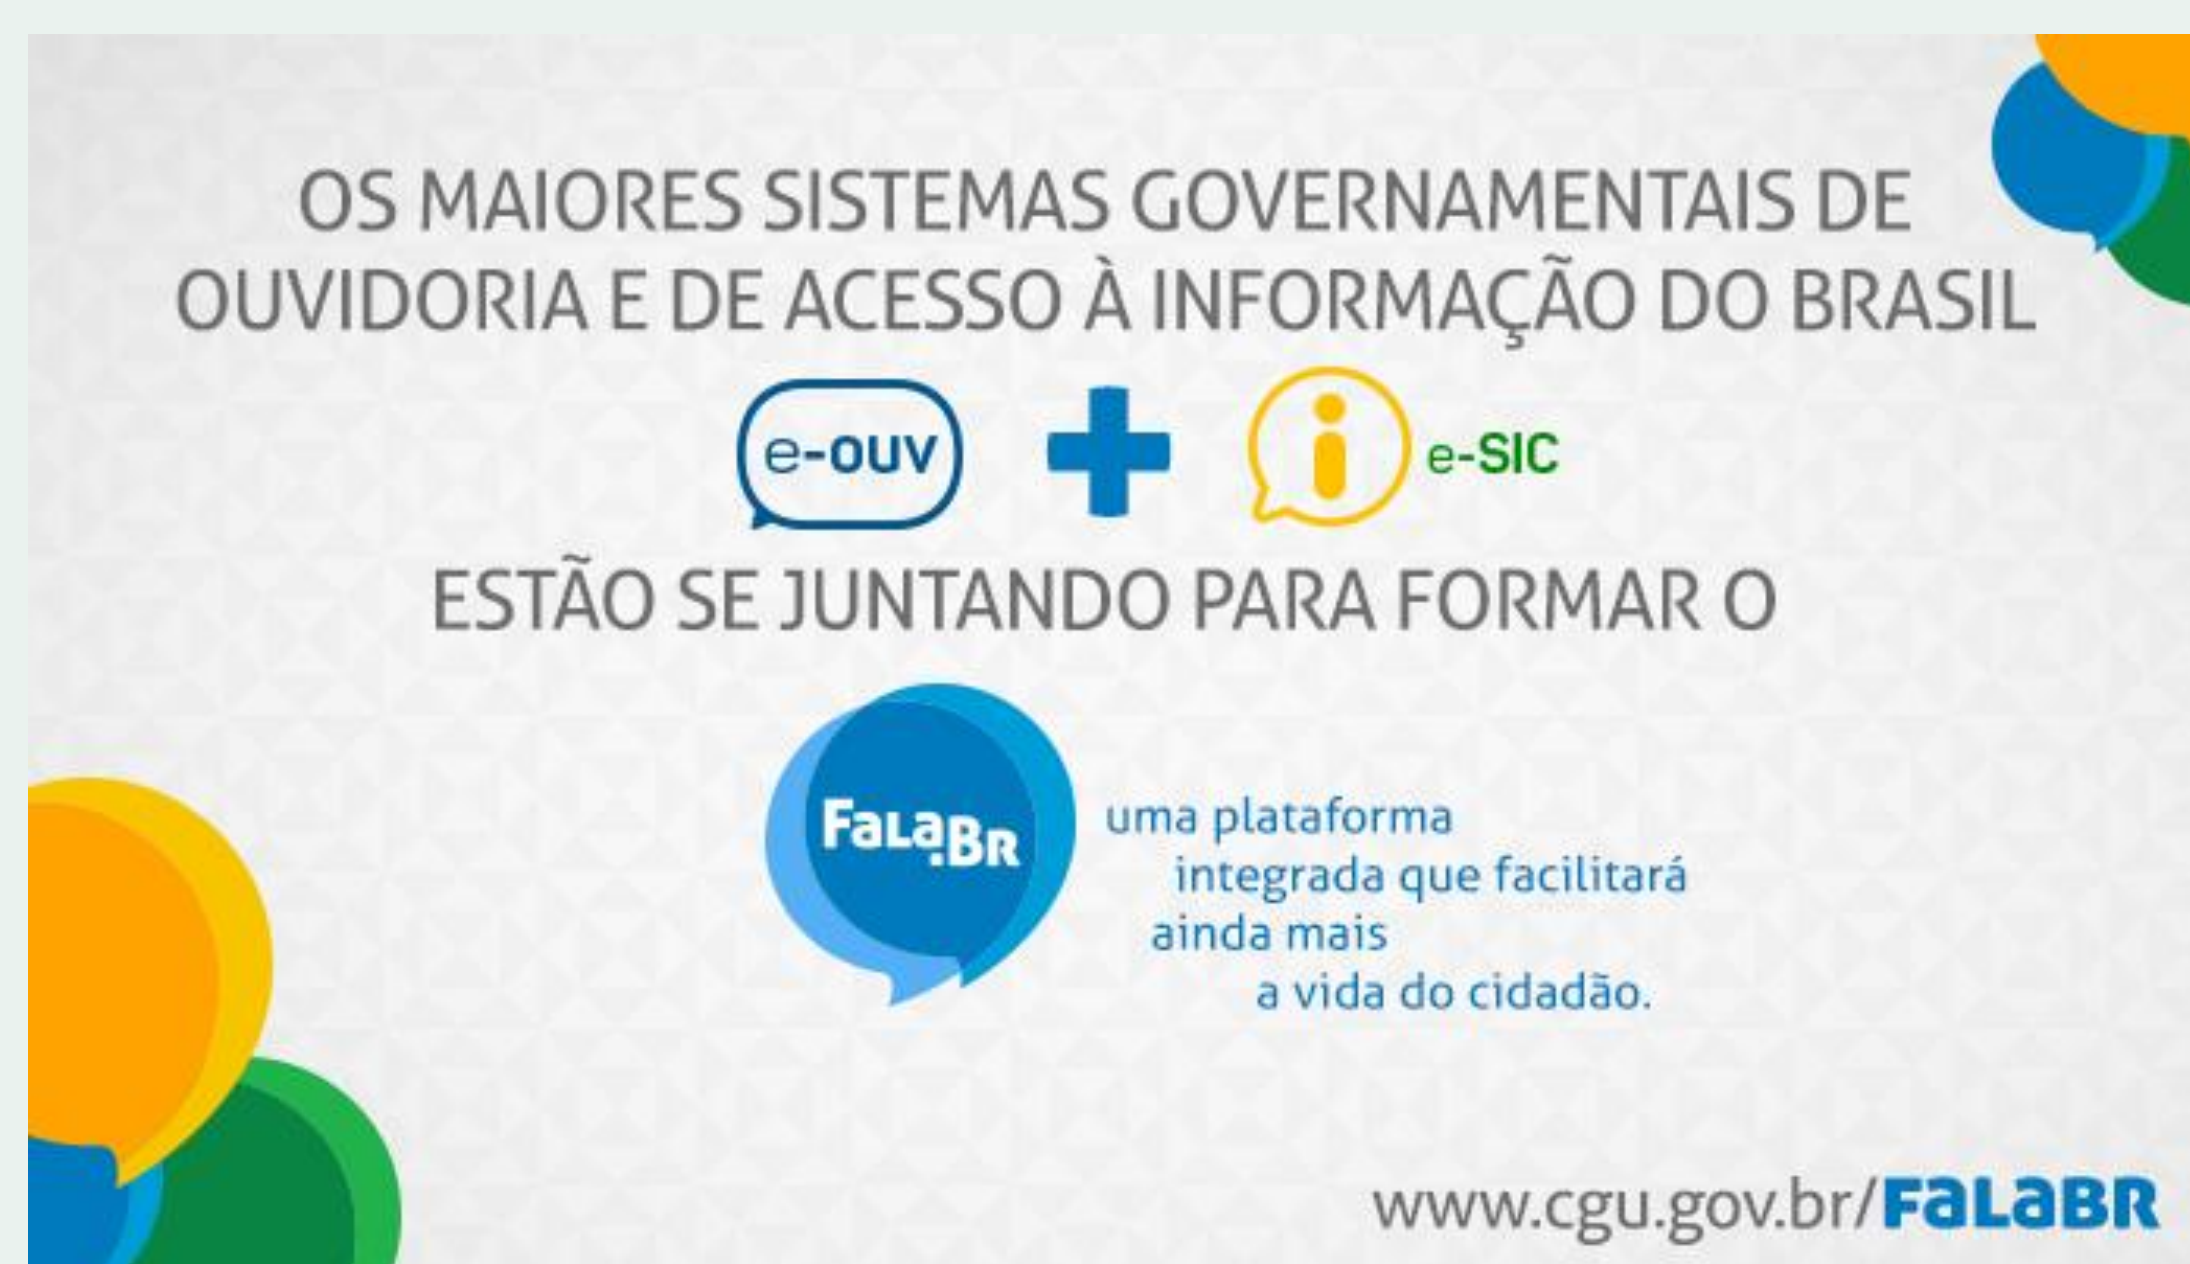 OS MAIORES SISTEMAS GOVERNAMENTAIS DE
OUVIDORIA E DE ACESSO À INFORMAÇÃO DO BRASIL
e-ouv
e-SIC
ESTÃO SE JUNTANDO PARA FORMAR O
FaLa.BR
uma plataforma
integrada que facilitará
ainda mais
a vida do cidadão.
www.cgu.gov.br/FaLaBR